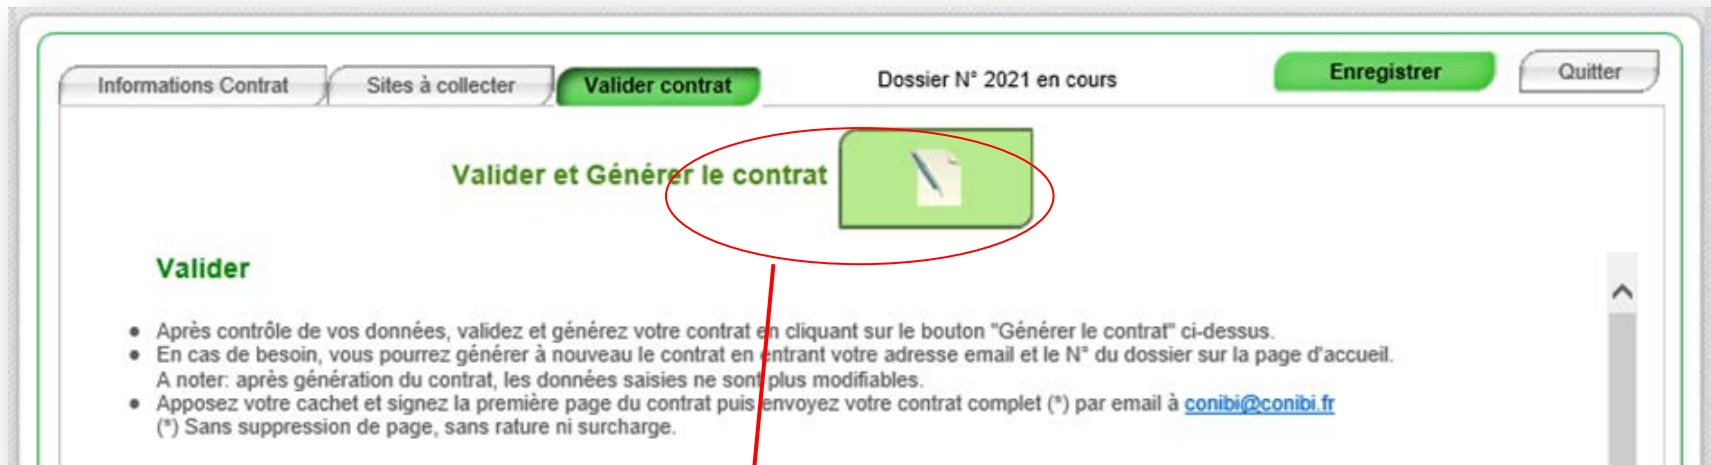 Informations Contrat Sites à collecter Valider contrat Dossier N° 2021 en cours Enregistrer Quitter
Valider et Générer le contrat
Valider
● Après contrôle de vos données, validez et générez votre contrat en cliquant sur le bouton "Générer le contrat" ci-dessus.
● En cas de besoin, vous pourrez générer à nouveau le contrat en entrant votre adresse email et le N° du dossier sur la page d'accueil.
A noter: après génération du contrat, les données saisies ne sont plus modifiables.
● Apposez votre cachet et signez la première page du contrat puis envoyez votre contrat complet (*) par email à conibi@conibi.fr
(*) Sans suppression de page, sans rature ni surcharge.